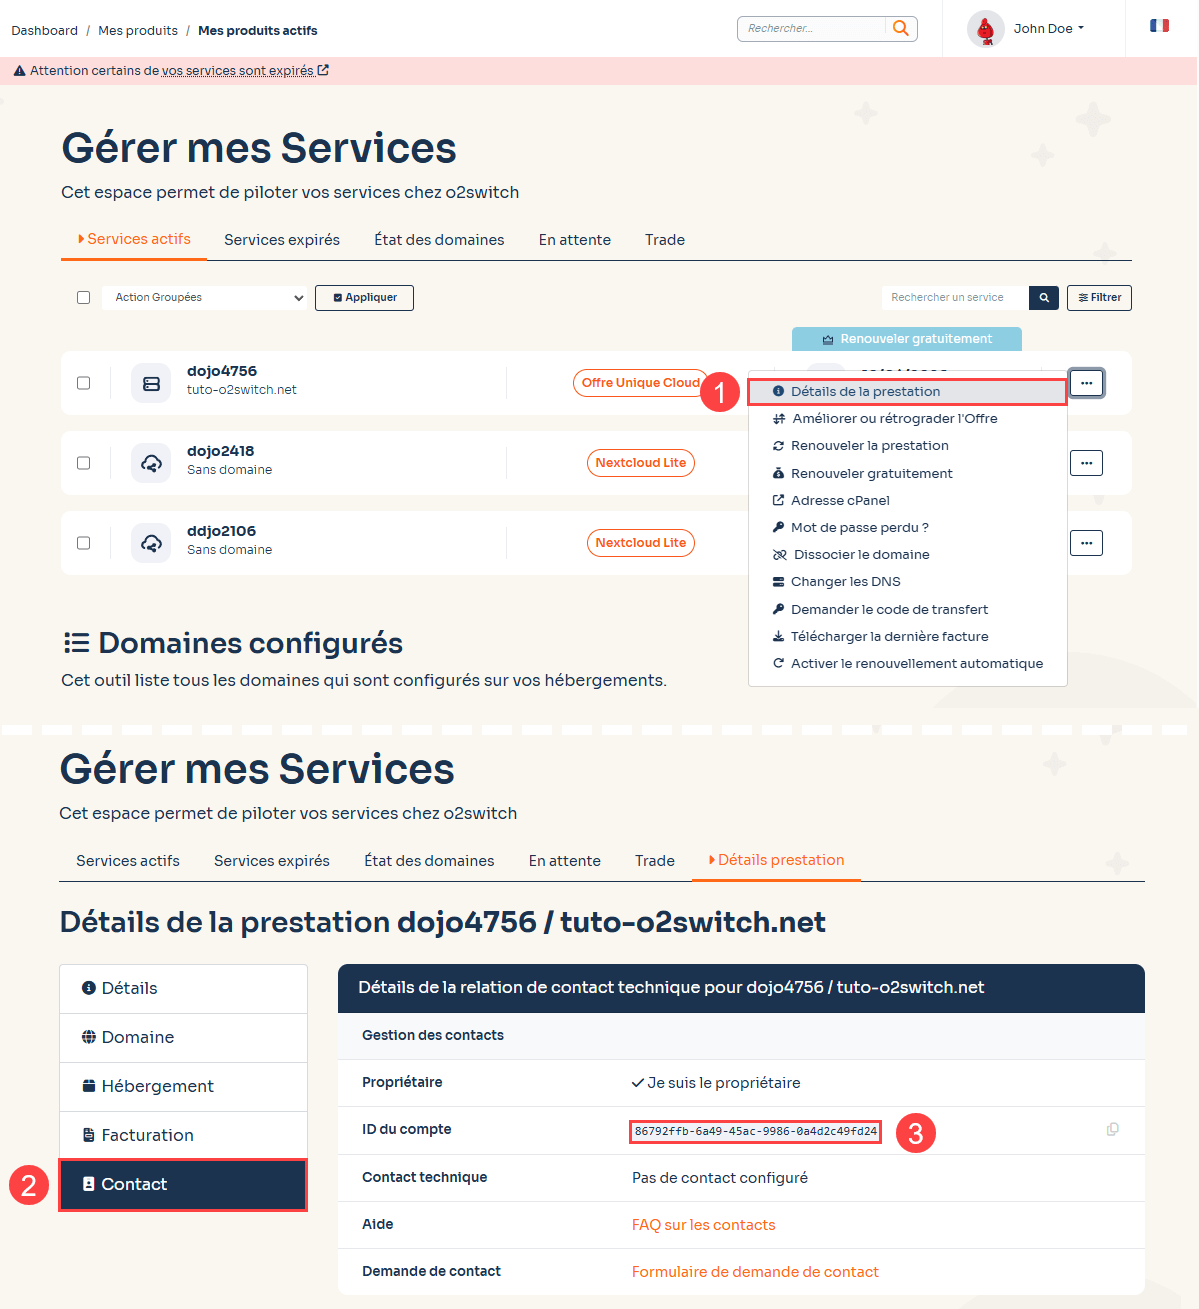 Dashboard / Mes produits / Mes produits actifs
Rechercher...
John Doe
Attention certains de vos services sont expirés
Gérer mes Services
Cet espace permet de piloter vos services chez o2switch
Services actifs
Services expirés
État des domaines
En attente
Trade
Action Groupées
Appliquer
Rechercher un service
Filtrer
Renouveler gratuitement
dojo4756
tuto-o2switch.net
Offre Unique Cloud
1
Détails de la prestation
Améliorer ou rétrograder l'Offre
Renouveler la prestation
Renouveler gratuitement
Adresse cPanel
Mot de passe perdu ?
Dissocier le domaine
Changer les DNS
Demander le code de transfert
Télécharger la dernière facture
Activer le renouvellement automatique
dojo2418
Sans domaine
Nextcloud Lite
ddjo2106
Sans domaine
Nextcloud Lite
Domaines configurés
Cet outil liste tous les domaines qui sont configurés sur vos hébergements.
Gérer mes Services
Cet espace permet de piloter vos services chez o2switch
Services actifs
Services expirés
État des domaines
En attente
Trade
Détails prestation
Détails de la prestation dojo4756 / tuto-o2switch.net
Détails
Domaine
Hébergement
Facturation
2
Contact
Détails de la relation de contact technique pour dojo4756 / tuto-o2switch.net
Gestion des contacts
Propriétaire
Je suis le propriétaire
ID du compte
86792ffb-6a49-45ac-9986-0a4d2c49fd24
3
Contact technique
Pas de contact configuré
Aide
FAQ sur les contacts
Demande de contact
Formulaire de demande de contact